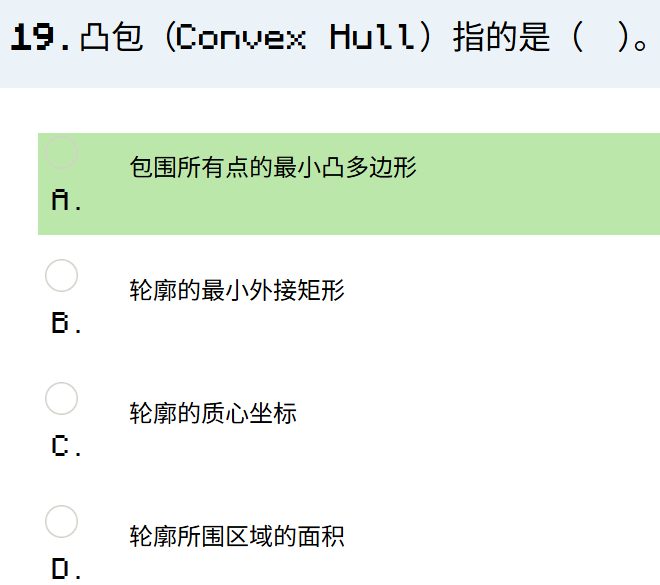 19.凸包（Convex Hull）指的是（ ）。
包围所有点的最小凸多边形
A.
轮廓的最小外接矩形
B.
轮廓的质心坐标
C.
轮廓所围区域的面积
D.